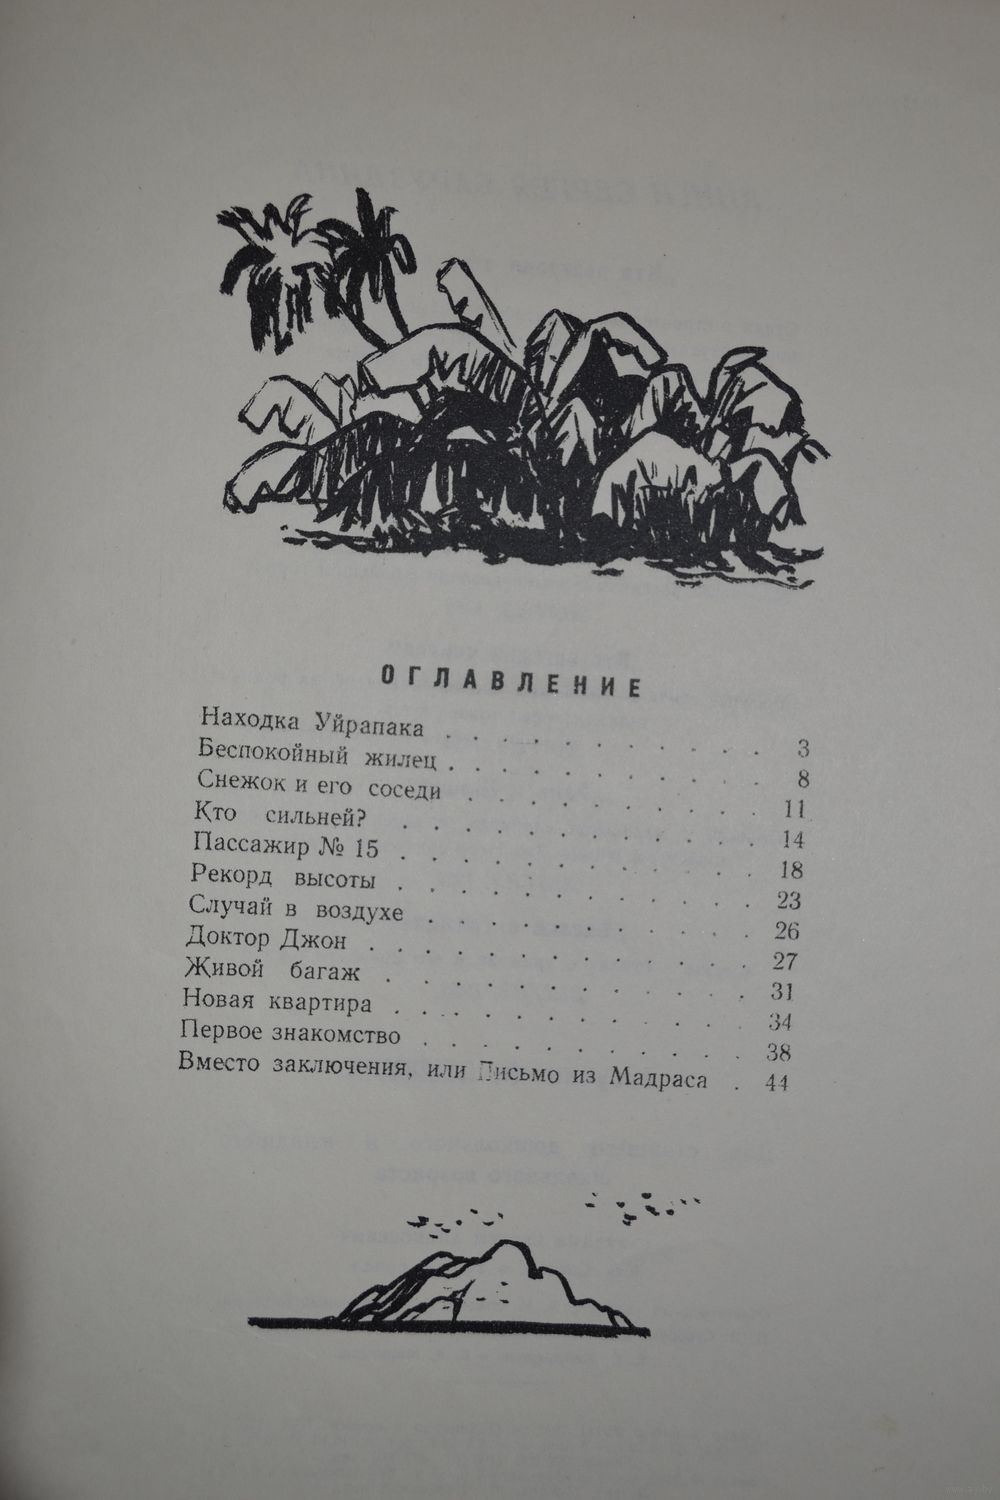 ОГЛАВЛЕНИЕ
Находка Уйрапака . . . . . . . . . . . 3
Беспокойный жилец . . . . . . . . . . . 8
Снежок и его соседи . . . . . . . . . . 11
Кто сильней? . . . . . . . . . . . . 14
Пассажир № 15 . . . . . . . . . . . . 18
Рекорд высоты . . . . . . . . . . . . 23
Случай в воздухе . . . . . . . . . . . 26
Доктор Джон . . . . . . . . . . . . . 27
Живой багаж . . . . . . . . . . . . 31
Новая квартира . . . . . . . . . . . . 34
Первое знакомство . . . . . . . . . . . 38
Вместо заключения, или Письмо из Мадраса . 44